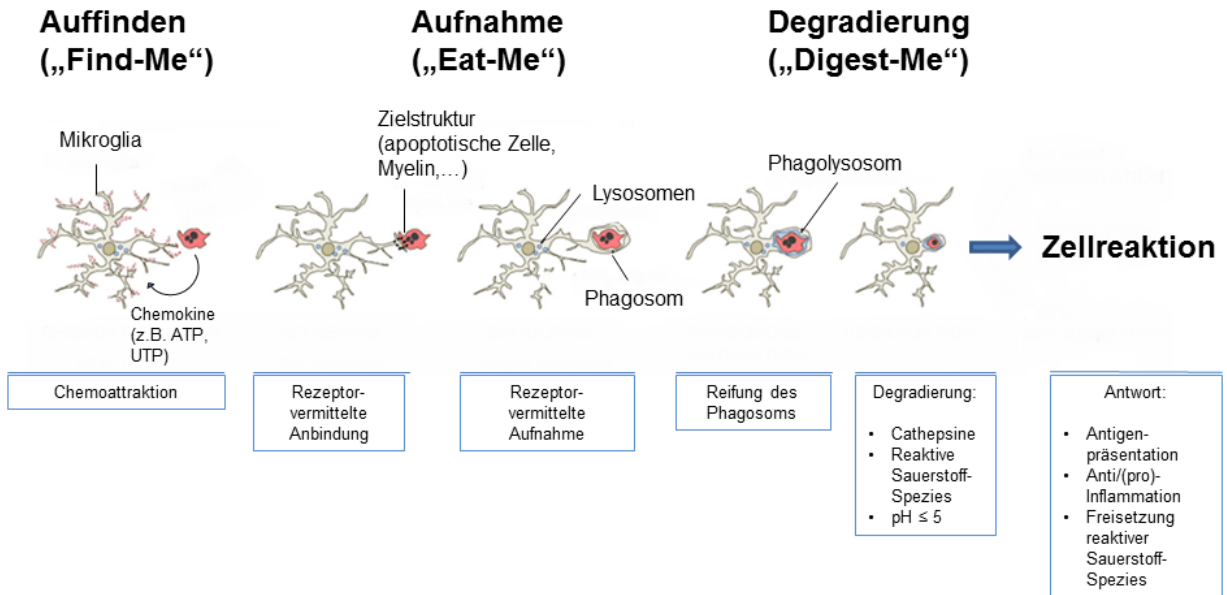 Auffinden
(„Find-Me“)
Aufnahme
(„Eat-Me“)
Degradierung
(„Digest-Me“)
Mikroglia
Chemokine
(z.B. ATP,
UTP)
Zielstruktur
(apoptotische Zelle,
Myelin,…)
Lysosomen
Phagosom
Phagolysosom
Zellreaktion
Chemoattraktion
Rezeptor-
vermittelte
Anbindung
Rezeptor-
vermittelte
Aufnahme
Reifung des
Phagosoms
Degradierung:
• Cathepsine
• Reaktive
Sauerstoff-
Spezies
• pH ≤ 5
Antwort:
• Antigen-
präsentation
• Anti/(pro)-
Inflammation
• Freisetzung
reaktiver
Sauerstoff-
Spezies